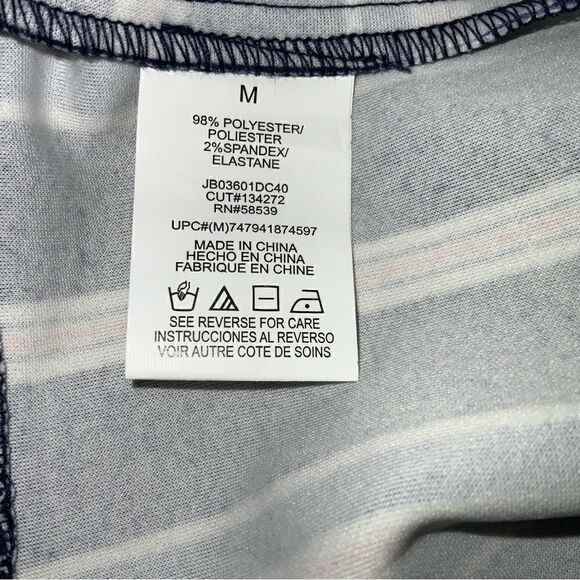 M
98% POLYESTER/
POLIESTER
2%SPANDEX/
ELASTANE
JB03601DC40
CUT#134272
RN#58539
UPC#(M)747941874597
MADE IN CHINA
HECHO EN CHINA
FABRIQUE EN CHINE
SEE REVERSE FOR CARE
INSTRUCCIONES AL REVERSO
VOIR AUTRE COTE DE SOINS